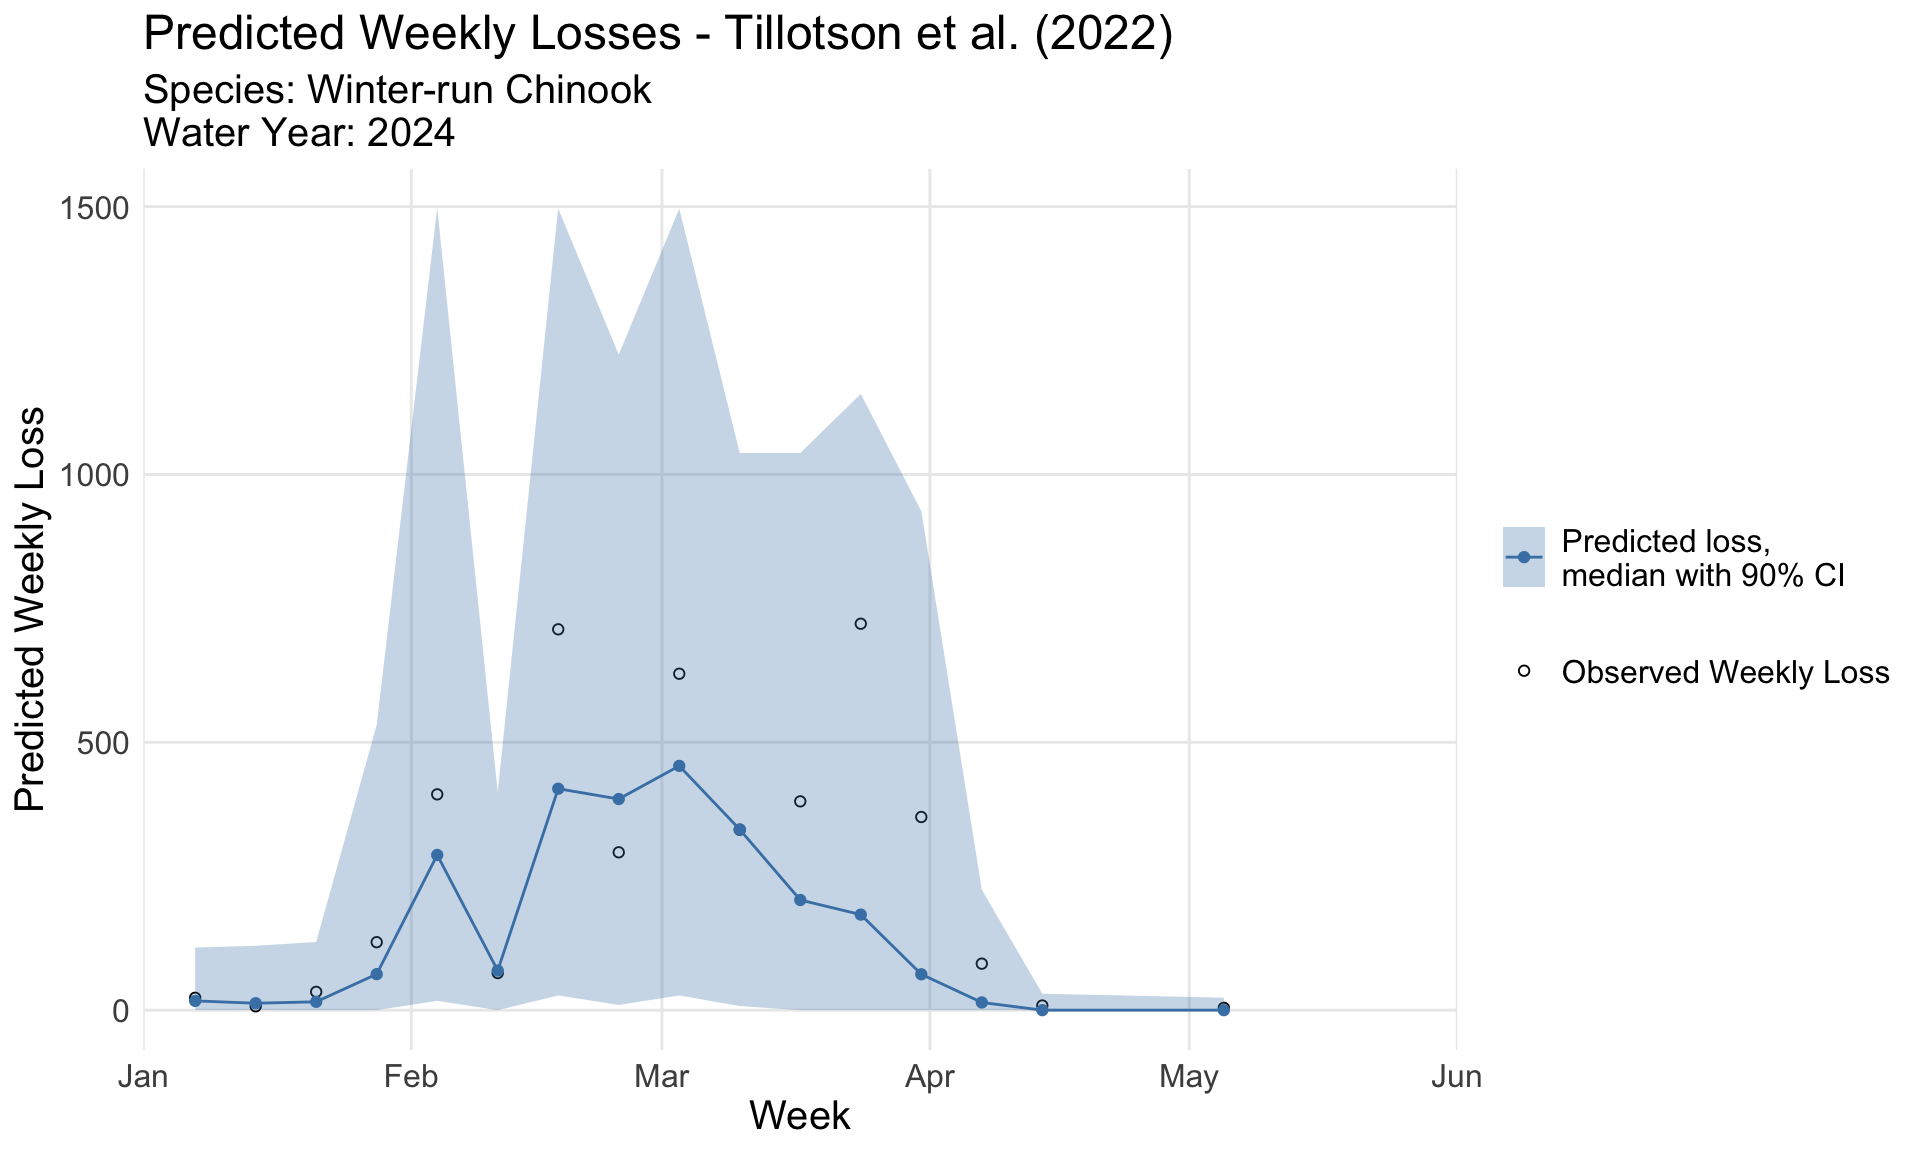 Predicted Weekly Losses - Tillotson et al. (2022)
Species: Winter-run Chinook
Water Year: 2024
Predicted Weekly Loss
1500
1000
500
0
Jan
Feb
Mar
Apr
May
Jun
Week
Predicted loss,
median with 90% CI
Observed Weekly Loss